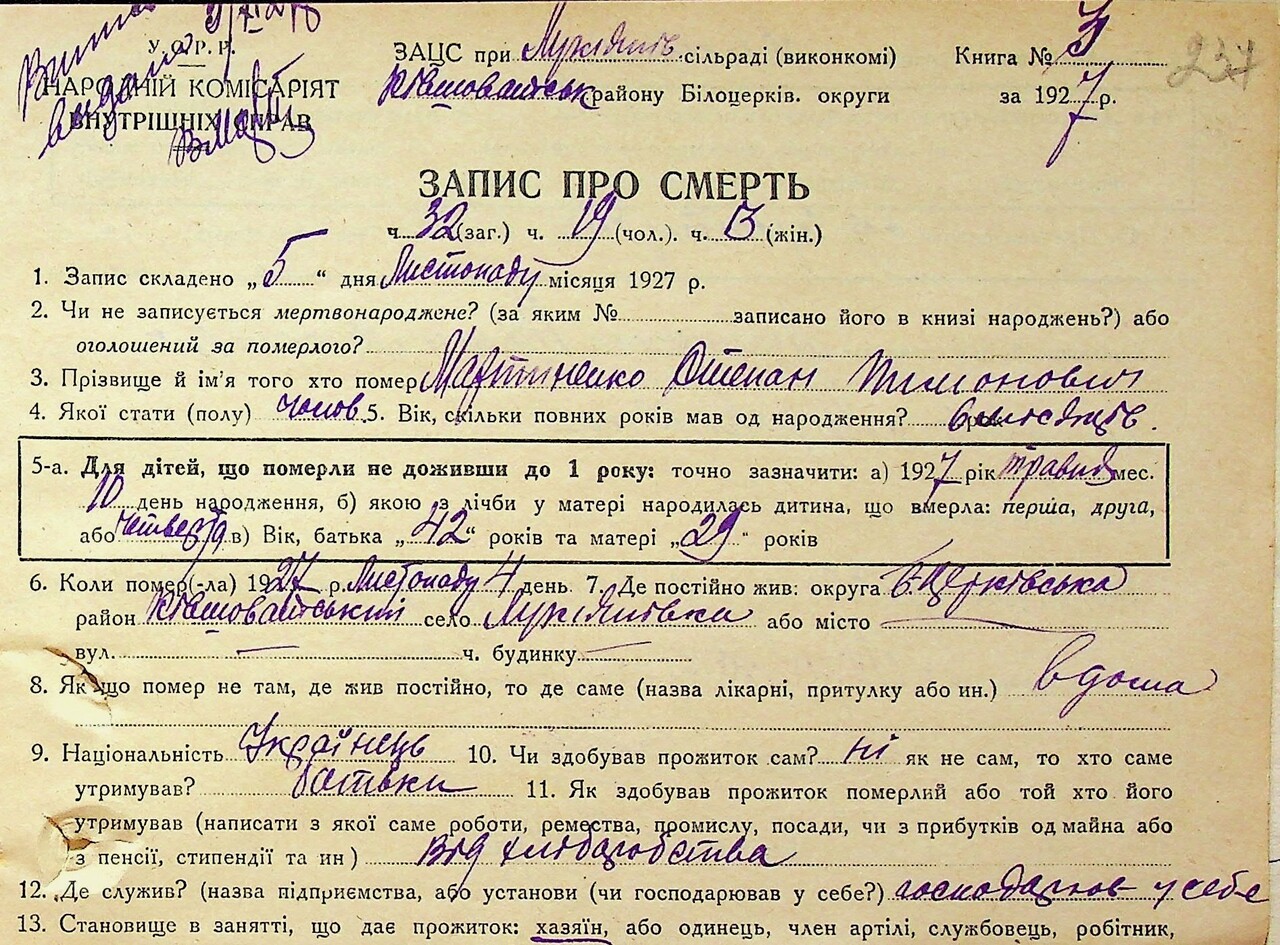 У.С.Р.Р.
НАРОДНІЙ КОМІСАРІЯТ
ВНУТРІШНІХ СПРАВ
ЗАЦС при Лукянів. сільраді (виконкомі)
Ківшоватськ району Білоцерків. округи
Книга № 3
за 1927 р.
237
ЗАПИС ПРО СМЕРТЬ
ч. 32 (заг.) ч. 19 (чол.). ч. 13 (жін.)
1. Запис складено „5“ дня Листопаду місяця 1927 р.
2. Чи не записується мертвонароджене? (за яким № записано його в книзі народжень?) або
оголошений за померлого?
3. Прізвище й ім'я того хто помер Мартиненко Степан Тимонович
4. Якої стати (полу) чолов. 5. Вік, скільки повних років мав од народження? 6 місяців.
5-а. Для дітей, що померли не доживши до 1 року: точно зазначити: а) 1927 рік травня мес.
10 день народження, б) якою з лічби у матері народилась дитина, що вмерла: перша, друга,
або четверта в) Вік, батька „42“ років та матері „29“ років
6. Коли помер(-ла) 1927 р. Листопаду 4 день. 7. Де постійно жив: округа Б-Церківська
район Ківшоватський село Лукіянівка або місто
вул. — ч. будинку —
8. Як що помер не там, де жив постійно, то де саме (назва лікарні, притулку або ин.) вдома
9. Національність Українець 10. Чи здобував прожиток сам? ні як не сам, то хто саме
утримував? батьки 11. Як здобував прожиток померлий або той хто його
утримував (написати з якої саме роботи, ремества, промислу, посади, чи з прибутків од майна або
з пенсії, стипендії та ин) від хліборобства
12. Де служив? (назва підприємства, або установи (чи господарював у себе?) господарював у себе
13. Становище в занятті, що дає прожиток: хазяїн, або одинець, член артілі, службовець, робітник,